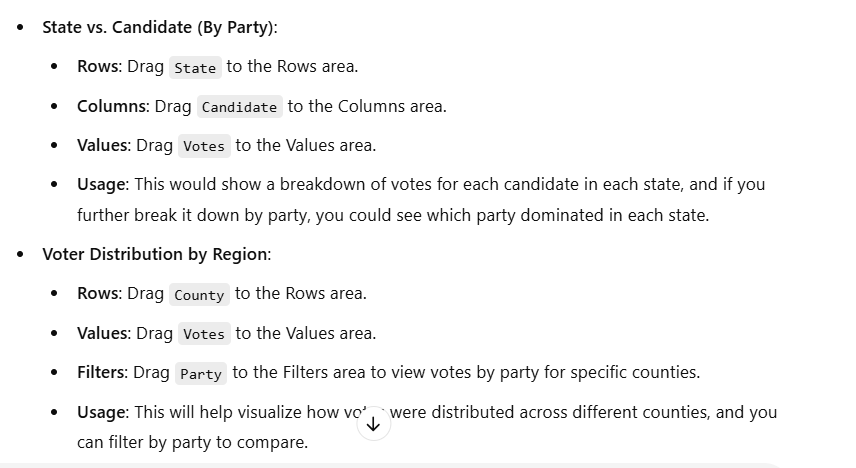 State vs. Candidate (By Party):
Rows: Drag State to the Rows area.
Columns: Drag Candidate to the Columns area.
Values: Drag Votes to the Values area.
Usage: This would show a breakdown of votes for each candidate in each state, and if you
further break it down by party, you could see which party dominated in each state.
Voter Distribution by Region:
Rows: Drag County to the Rows area.
Values: Drag Votes to the Values area.
Filters: Drag Party to the Filters area to view votes by party for specific counties.
Usage: This will help visualize how were distributed across different counties, and you
can filter by party to compare.